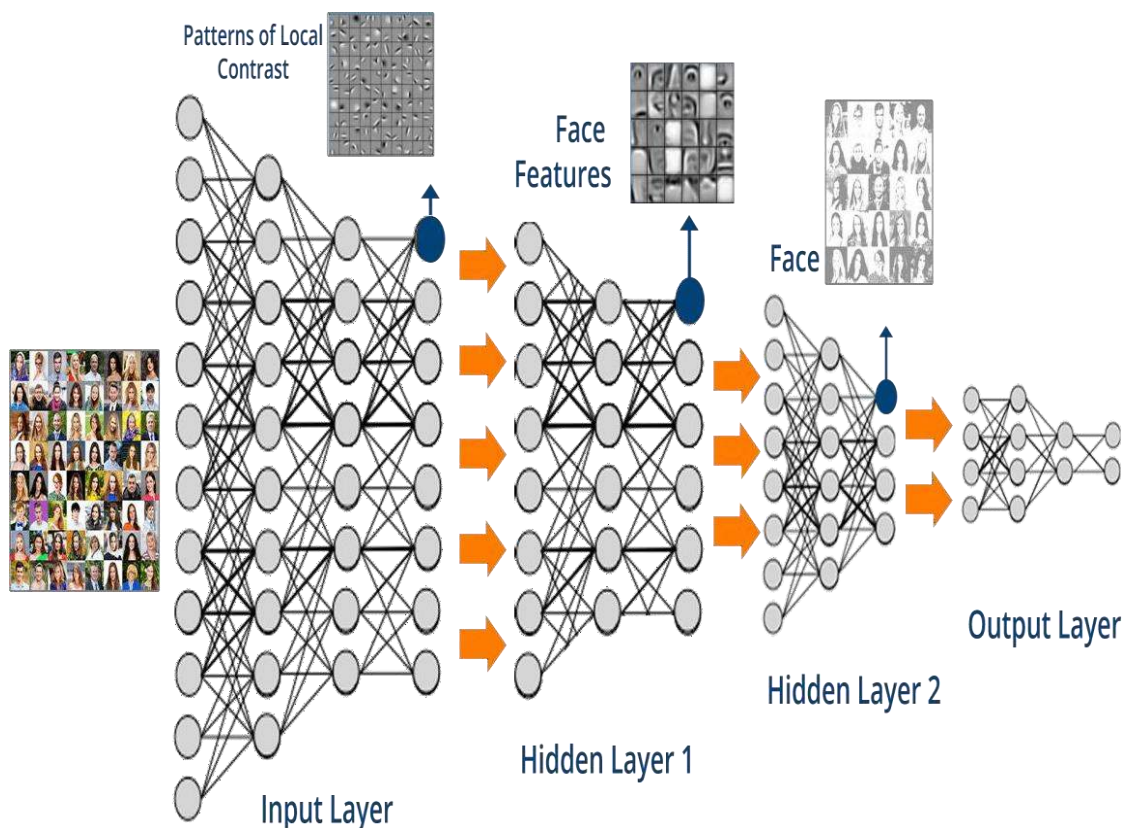 Patterns of Local
Contrast
Face
Features
Face
Input Layer
Hidden Layer 1
Hidden Layer 2
Output Layer